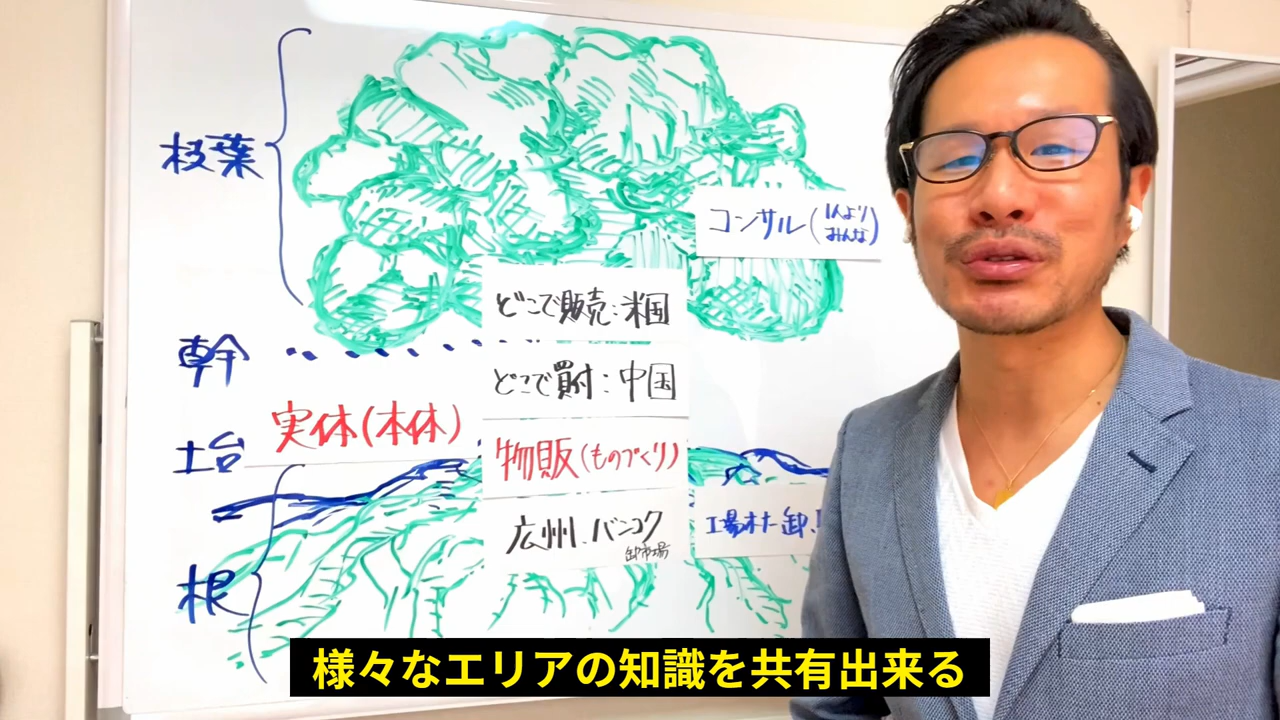 枝葉
コンサル(1人より
みんな)
どこで販売:米国
幹
どこで買付:中国
実体(本体)
土台
物販(ものづくり)
広州、バンコク
卸市場
根
様々なエリアの知識を共有出来る